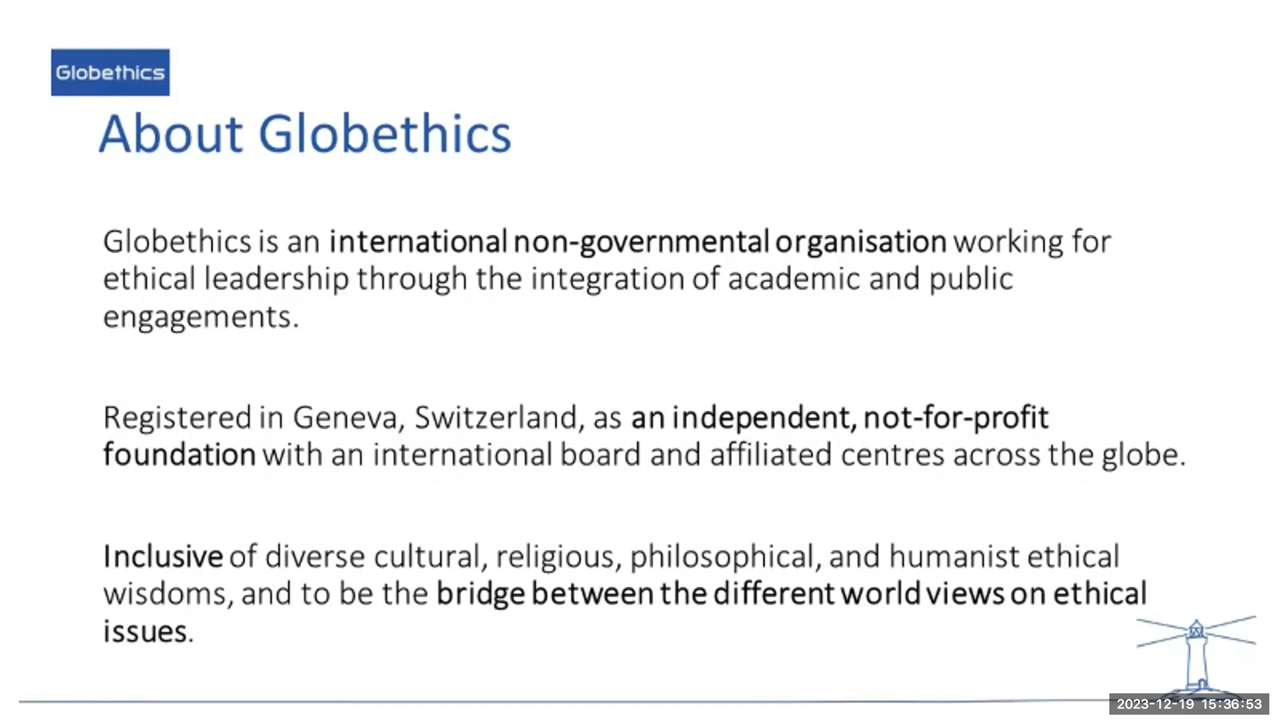 Globethics
About Globethics
Globethics is an international non-governmental organisation working for
ethical leadership through the integration of academic and public
engagements.
Registered in Geneva, Switzerland, as an independent, not-for-profit
foundation with an international board and affiliated centres across the globe.
Inclusive of diverse cultural, religious, philosophical, and humanist ethical
wisdoms, and to be the bridge between the different world views on ethical
issues.
2023-12-19 15:36:53